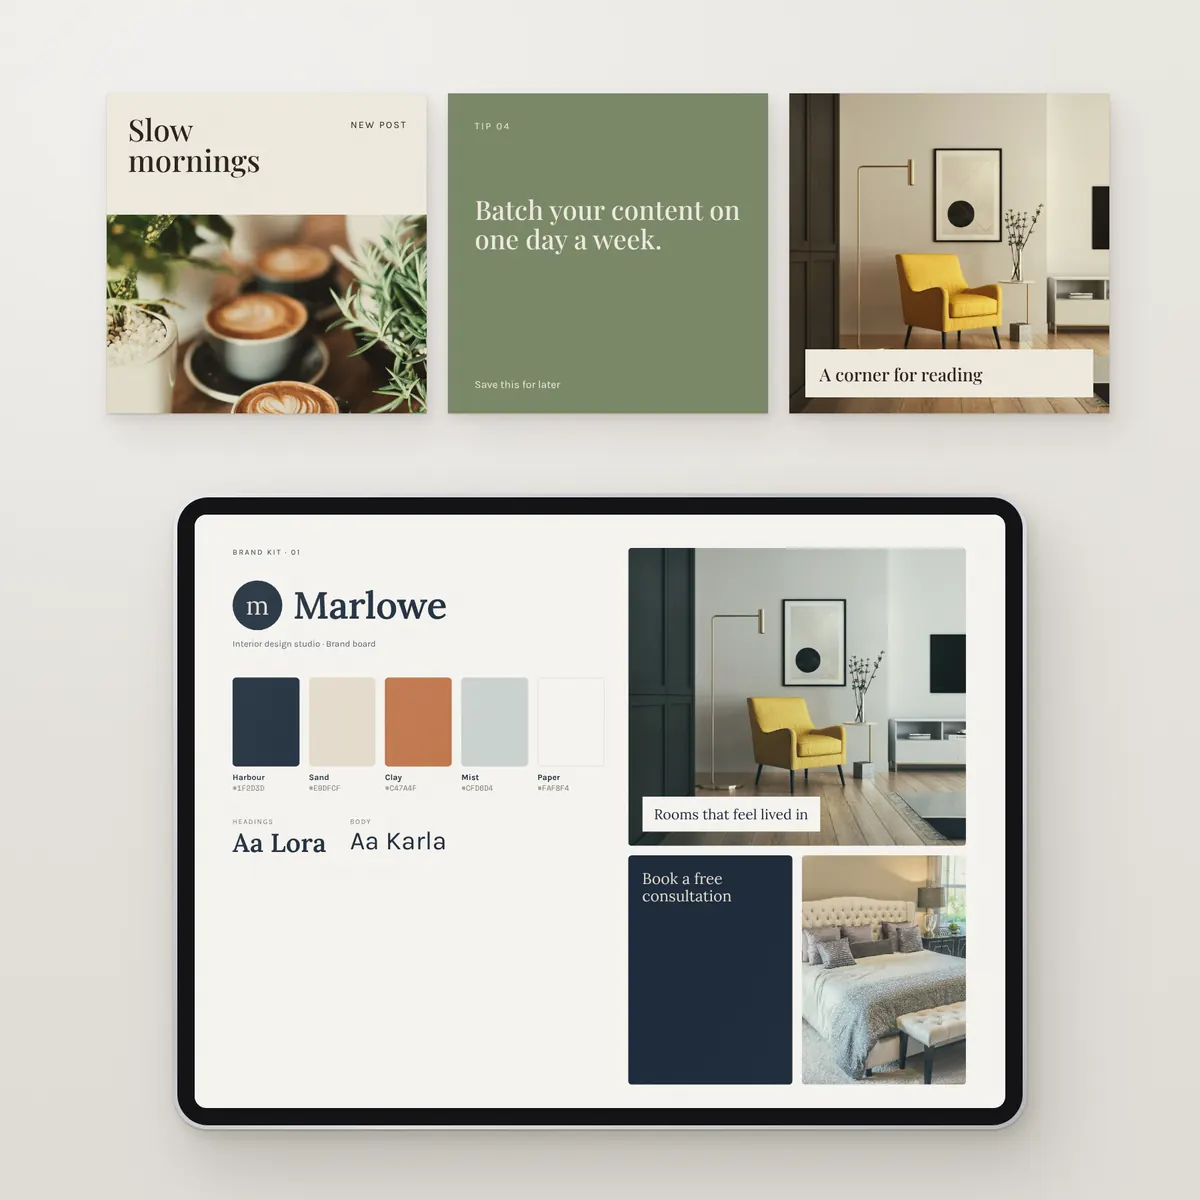 Slow
mornings
NEW POST
TIP 04
Batch your content on
one day a week.
Save this for later
A corner for reading
BRAND KIT · 01
m
Marlowe
Interior design studio · Brand board
Harbour
#1F2D3D
Sand
#E8DFCF
Clay
#C47A4F
Mist
#CFD8D4
Paper
#FAF8F4
HEADINGS
Aa Lora
BODY
Aa Karla
Rooms that feel lived in
Book a free
consultation